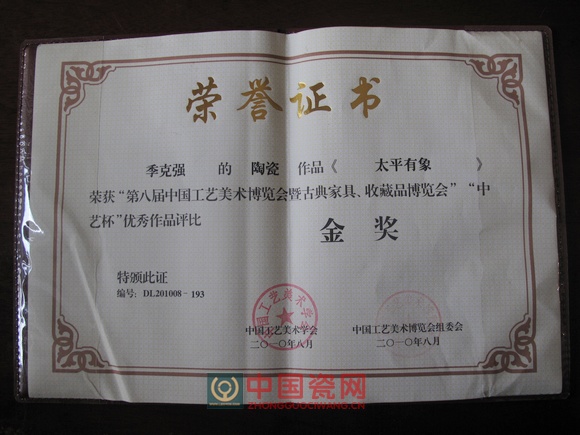 荣誉证书
季克强 的 陶瓷 作品《 太平有象 》
荣获“第八届中国工艺美术博览会暨古典家具、收藏品博览会”“中
艺杯”优秀作品评比
金奖
特颁此证
编号：DL201008-193
中国工艺美术学会
二○一○年八月
中国工艺美术博览会组委会
二○一○年八月
中国瓷网
ZHONGGUOCIWANG.CN